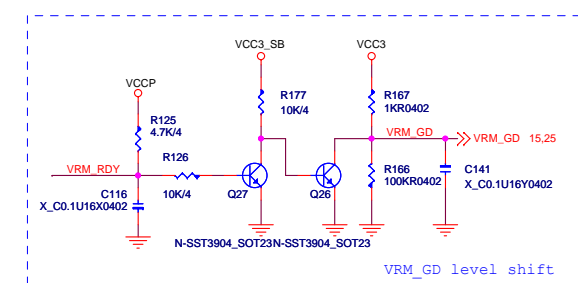 VCC3_SB
VCC3
VCCP
R177
10K/4
R167
1KR0402
R125
4.7K/4
VRM_GD
VRM_GD 15,25
R126
VRM_RDY
R166
100KR0402
C141
X_C0.1U16Y0402
C116
X_C0.1U16X0402
10K/4
Q27
Q26
N-SST3904_SOT23N-SST3904_SOT23
VRM_GD level shift